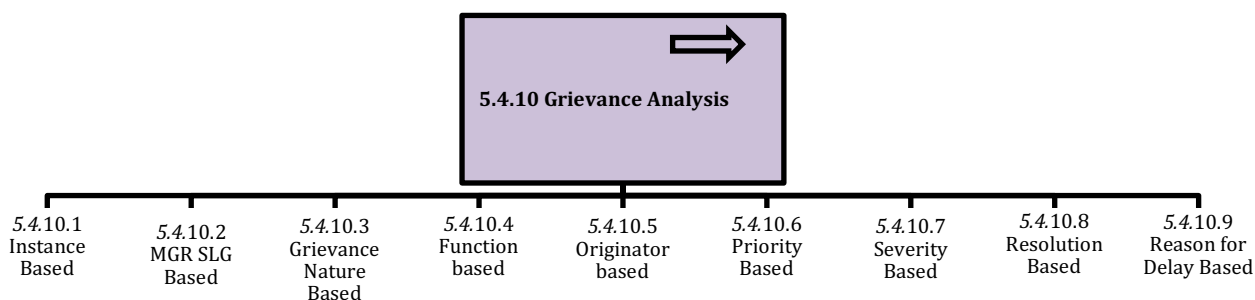 5.4.10 Grievance Analysis
5.4.10.1
Instance
Based
5.4.10.2
MGR SLG
Based
5.4.10.3
Grievance
Nature
Based
5.4.10.4
Function
based
5.4.10.5
Originator
based
5.4.10.6
Priority
Based
5.4.10.7
Severity
Based
5.4.10.8
Resolution
Based
5.4.10.9
Reason for
Delay Based